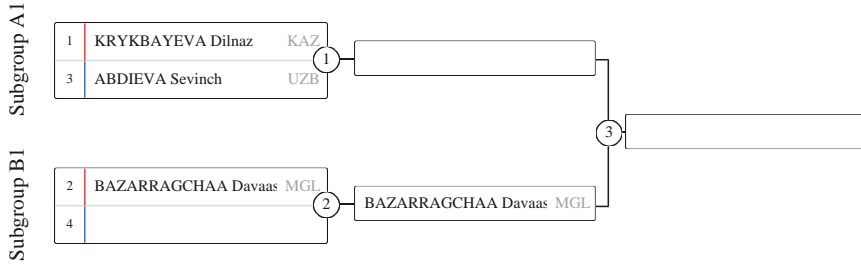 Subgroup A1
1 KRYKBAYEVA Dilnaz KAZ
3 ABDIEVA Sevinch UZB
1
3
Subgroup B1
2 BAZARRAGCHAA Davaas MGL
4
2
BAZARRAGCHAA Davaas MGL